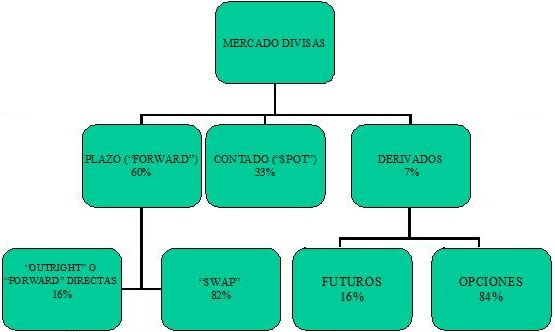 MERCADO DIVISAS
PLAZO (“FORWARD”)
60%
CONTADO (“SPOT”)
33%
DERIVADOS
7%
“OUTRIGHT” O
“FORWARD” DIRECTAS
16%
“SWAP”
82%
FUTUROS
16%
OPCIONES
84%